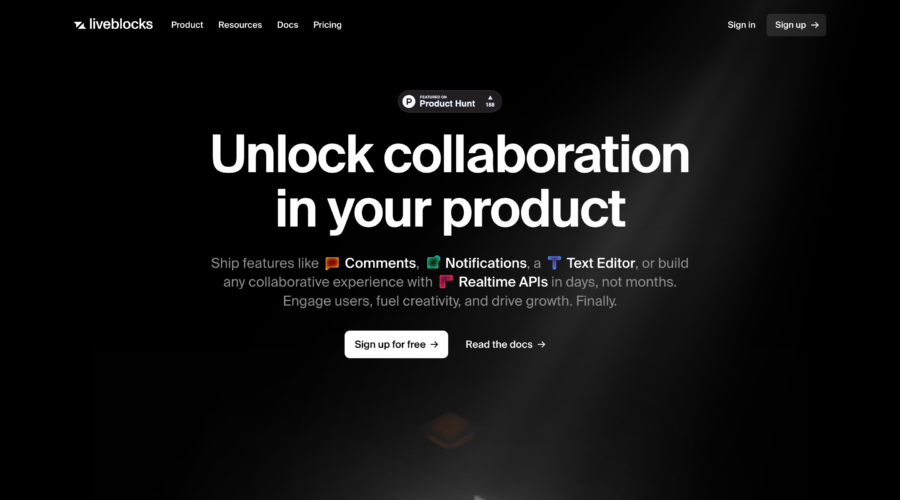 liveblocks Product Resources Docs Pricing Sign in Sign up →
P FEATURED ON Product Hunt ▲ 168
Unlock collaboration
in your product
Ship features like Comments, Notifications, a Text Editor, or build
any collaborative experience with Realtime APIs in days, not months.
Engage users, fuel creativity, and drive growth. Finally.
Sign up for free → Read the docs →